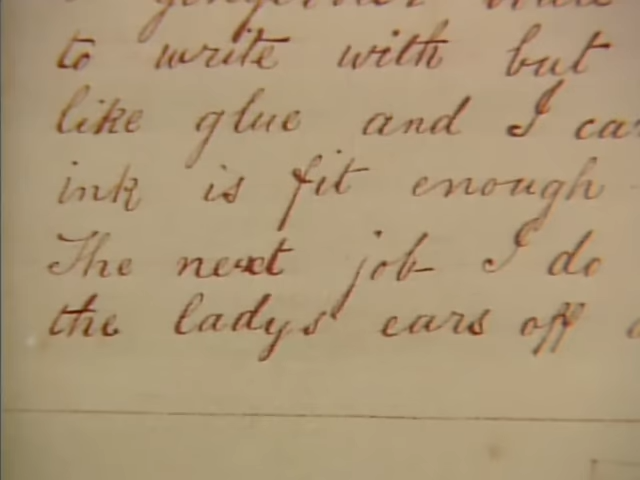 to write with but
like glue and I ca
ink is fit enough
The next job I do
the ladys ears off